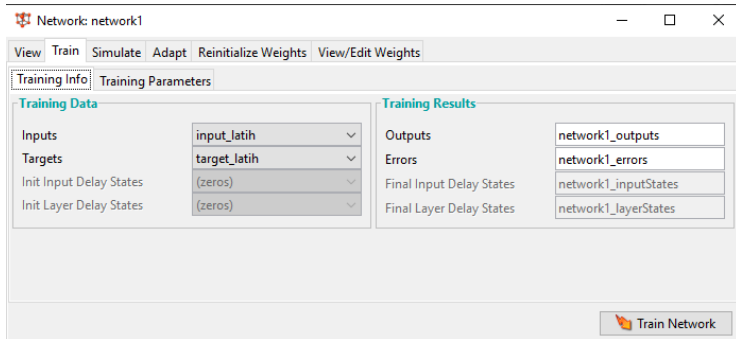 Network: network1
View Train Simulate Adapt Reinitialize Weights View/Edit Weights
Training Info Training Parameters
Training Data
Inputs input_latih
Targets target_latih
Init Input Delay States (zeros)
Init Layer Delay States (zeros)
Training Results
Outputs network1_outputs
Errors network1_errors
Final Input Delay States network1_inputStates
Final Layer Delay States network1_layerStates
Train Network